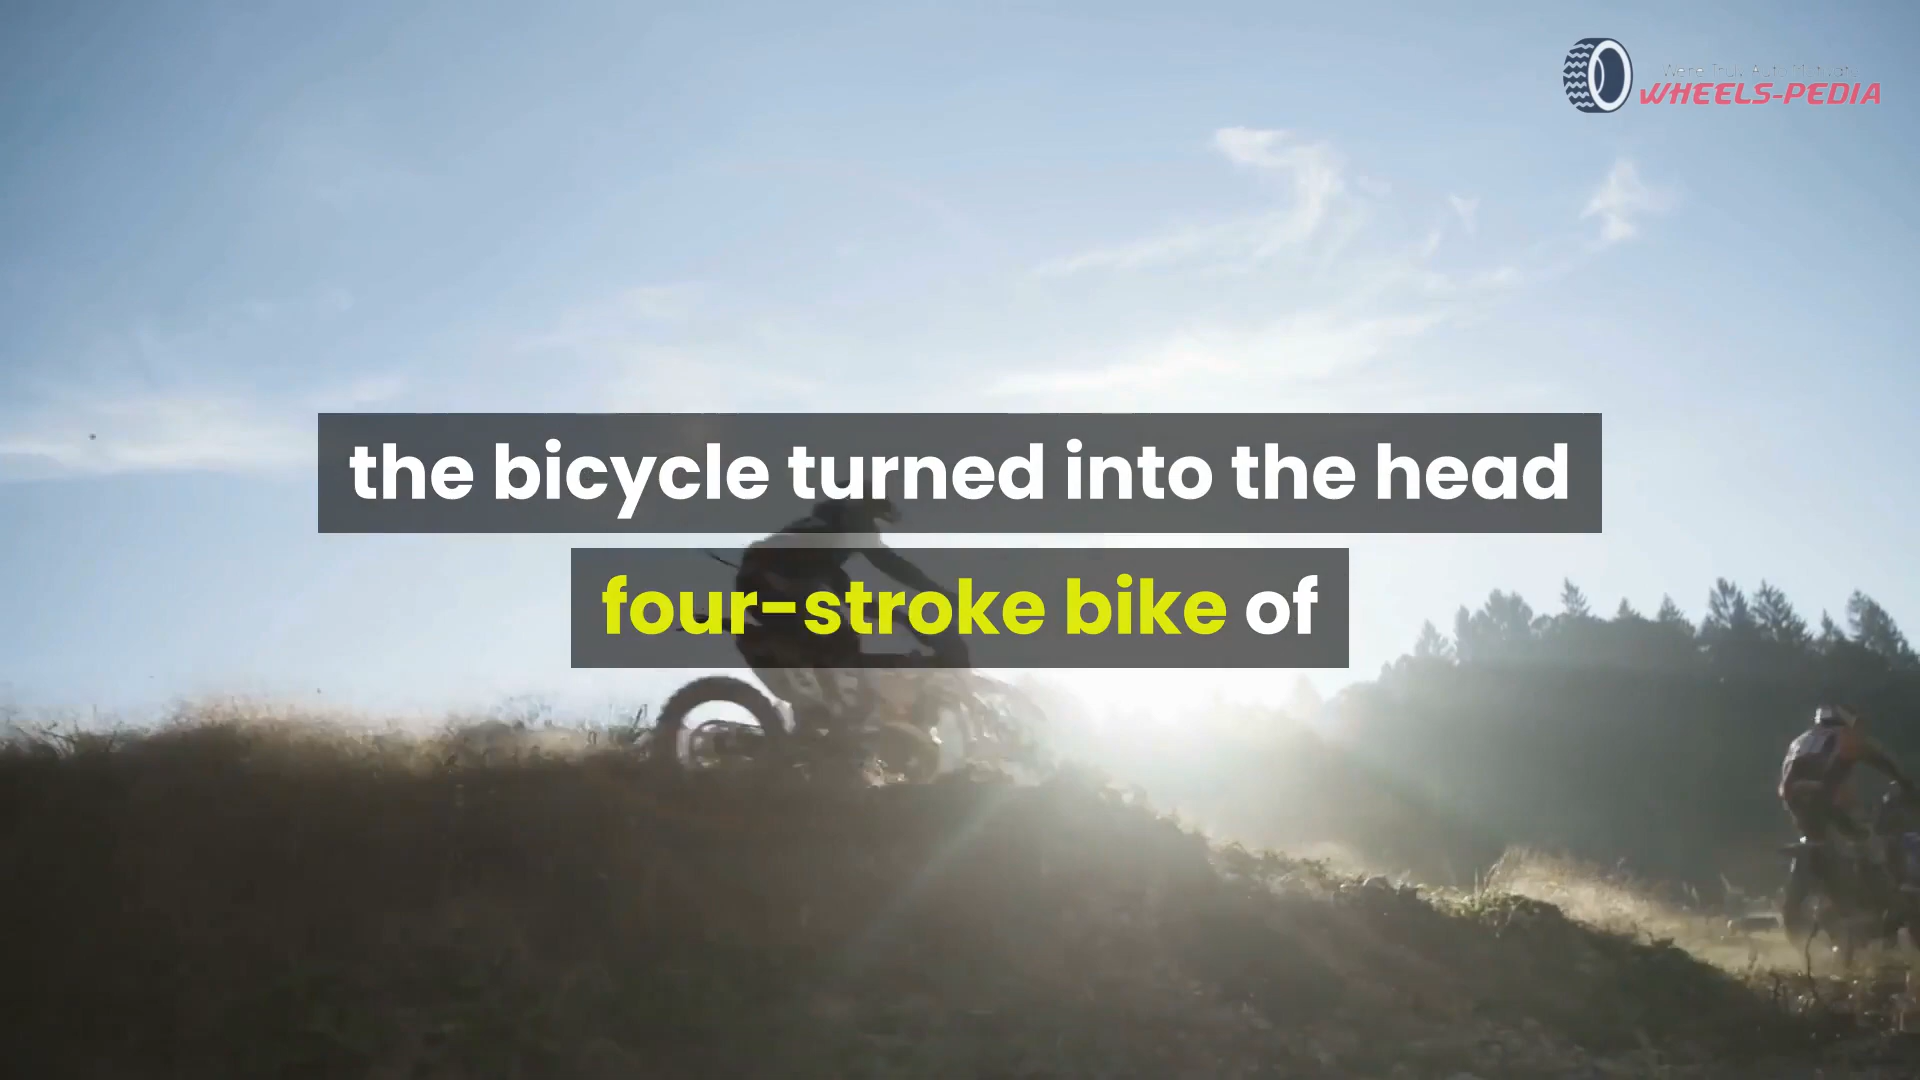 WHEELS-PEDIA
the bicycle turned into the head
four-stroke bike of